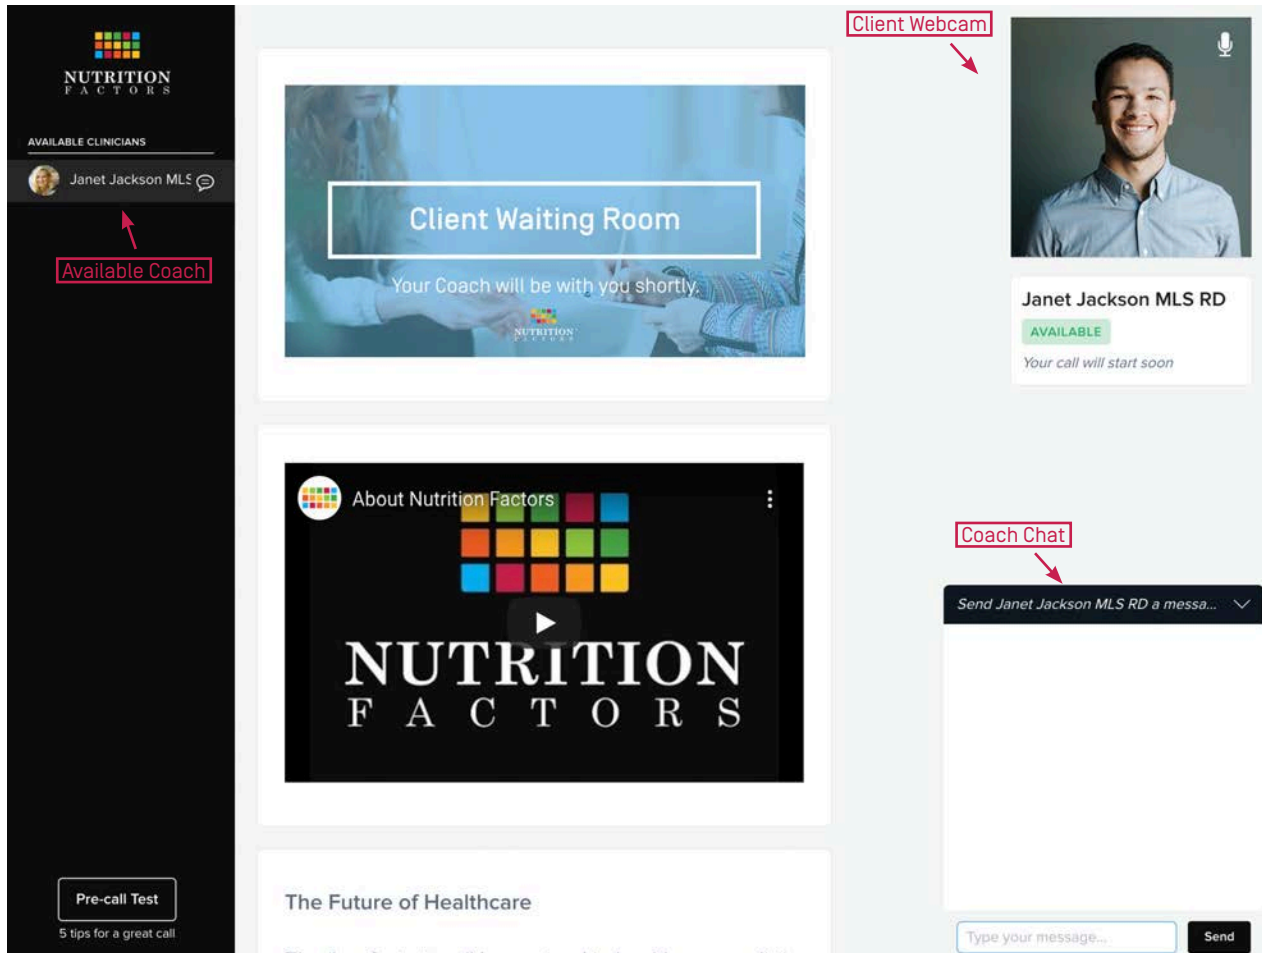 NUTRITION
FACTORS
AVAILABLE CLINICIANS
Janet Jackson MLS
Available Coach
Client Waiting Room
Your Coach will be with you shortly.
NUTRITION
FACTORS
About Nutrition Factors
NUTRITION
FACTORS
The Future of Healthcare
Client Webcam
Janet Jackson MLS RD
AVAILABLE
Your call will start soon
Coach Chat
Send Janet Jackson MLS RD a messa...
Type your message...
Send
Pre-call Test
5 tips for a great call